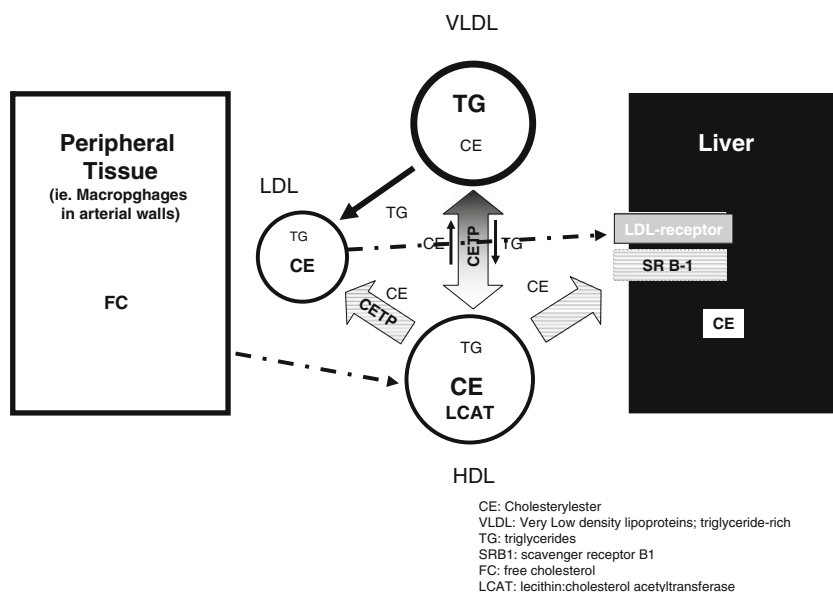 VLDL
TG
CE
Peripheral
Tissue
(ie. Macropghages
in arterial walls)
FC
LDL
TG
CE
TG
CE
CETP
TG
CE
CETP
CE
TG
CE
LCAT
HDL
Liver
LDL-receptor
SR B-1
CE
CE: Cholesterylester
VLDL: Very Low density lipoproteins; triglyceride-rich
TG: triglycerides
SRB1: scavenger receptor B1
FC: free cholesterol
LCAT: lecithin:cholesterol acetyltransferase